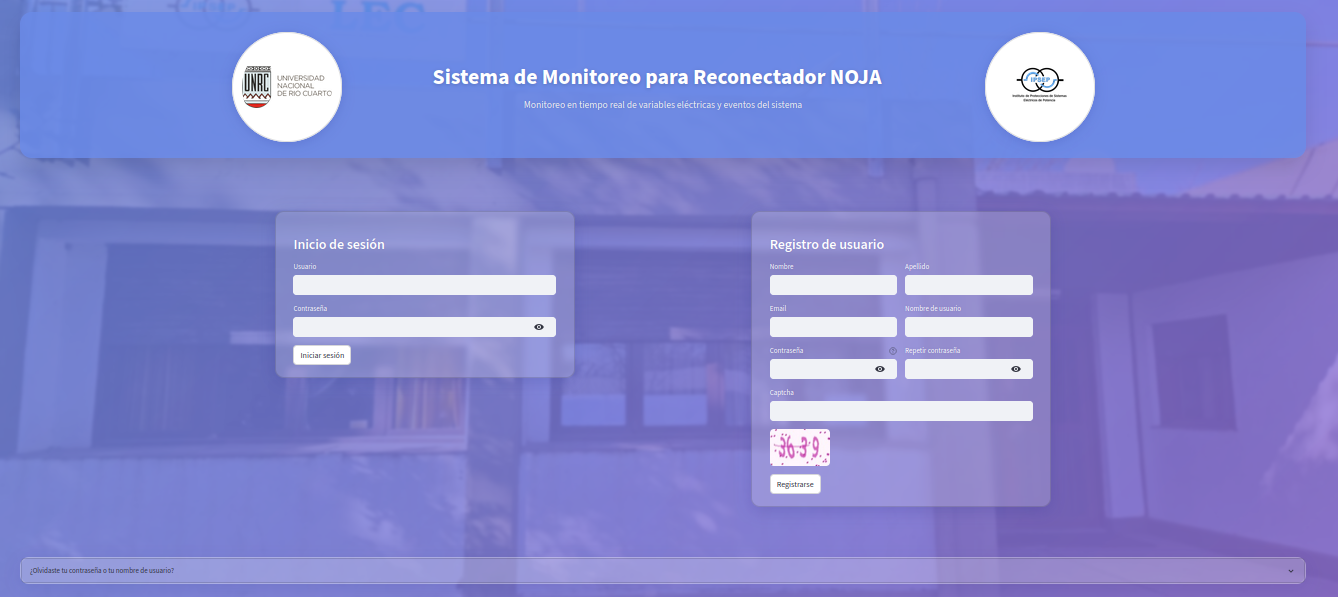 LEC
UNRC
UNIVERSIDAD
NACIONAL
DE RIO CUARTO
Sistema de Monitoreo para Reconectador NOJA
Monitoreo en tiempo real de variables eléctricas y eventos del sistema
IPSEP
Instituto de Protecciones de Sistemas
Eléctricos de Potencia
Inicio de sesión
Usuario
Contraseña
Iniciar sesión
Registro de usuario
Nombre
Apellido
Email
Nombre de usuario
Contraseña
Repetir contraseña
Captcha
3639
Registrarse
¿Olvidaste tu contraseña o tu nombre de usuario?